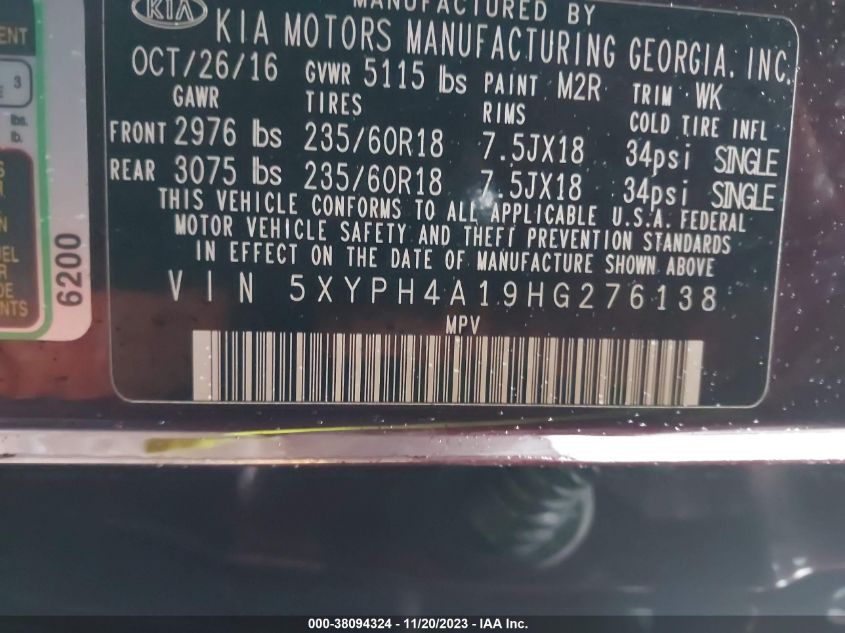 MANUFACTURED BY
KIA KIA MOTORS MANUFACTURING GEORGIA, INC.
OCT/26/16 GVWR 5115 lbs PAINT M2R TRIM WK
GAWR TIRES RIMS COLD TIRE INFL
FRONT 2976 lbs 235/60R18 7.5JX18 34psi SINGLE
REAR 3075 lbs 235/60R18 7.5JX18 34psi SINGLE
THIS VEHICLE CONFORMS TO ALL APPLICABLE U.S.A. FEDERAL
MOTOR VEHICLE SAFETY AND THEFT PREVENTION STANDARDS
IN EFFECT ON THE DATE OF MANUFACTURE SHOWN ABOVE
VIN 5XYPH4A19HG276138
MPV
6200
3
lbs.
lb.
000-38094324 - 11/20/2023 - IAA Inc.